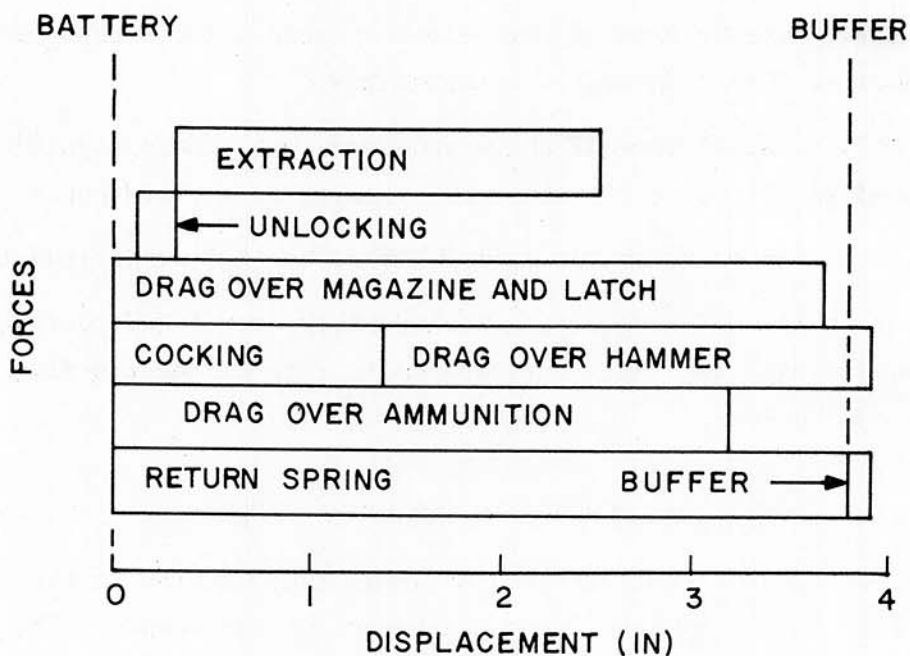 BATTERY
BUFFER
EXTRACTION
UNLOCKING
DRAG OVER MAGAZINE AND LATCH
COCKING
DRAG OVER HAMMER
DRAG OVER AMMUNITION
RETURN SPRING
BUFFER
FORCES
0 1 2 3 4
DISPLACEMENT (IN)